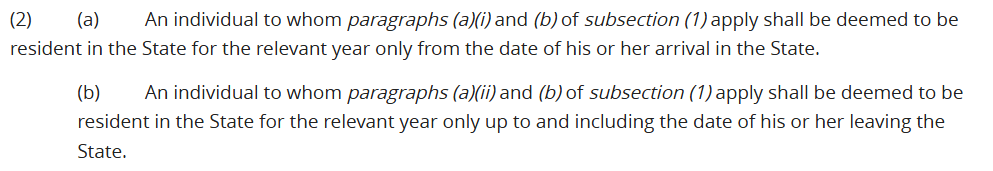 (2) (a) An individual to whom paragraphs (a)(i) and (b) of subsection (1) apply shall be deemed to be
resident in the State for the relevant year only from the date of his or her arrival in the State.
(b) An individual to whom paragraphs (a)(ii) and (b) of subsection (1) apply shall be deemed to be
resident in the State for the relevant year only up to and including the date of his or her leaving the
State.